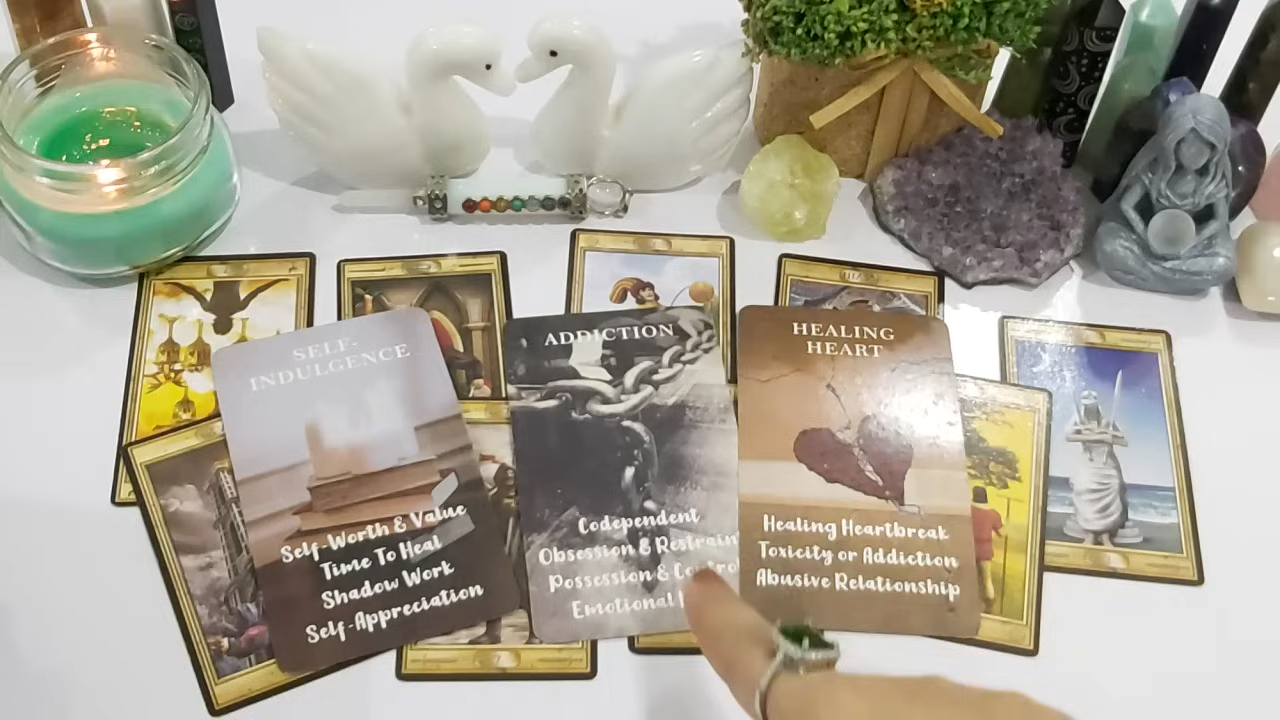 SELF-
INDULGENCE
Self-Worth & Value
Time To Heal
Shadow Work
Self-Appreciation
ADDICTION
Codependent
Obsession & Restraint
Possession & Control
Emotional
HEALING
HEART
Healing Heartbreak
Toxicity or Addiction
Abusive Relationship